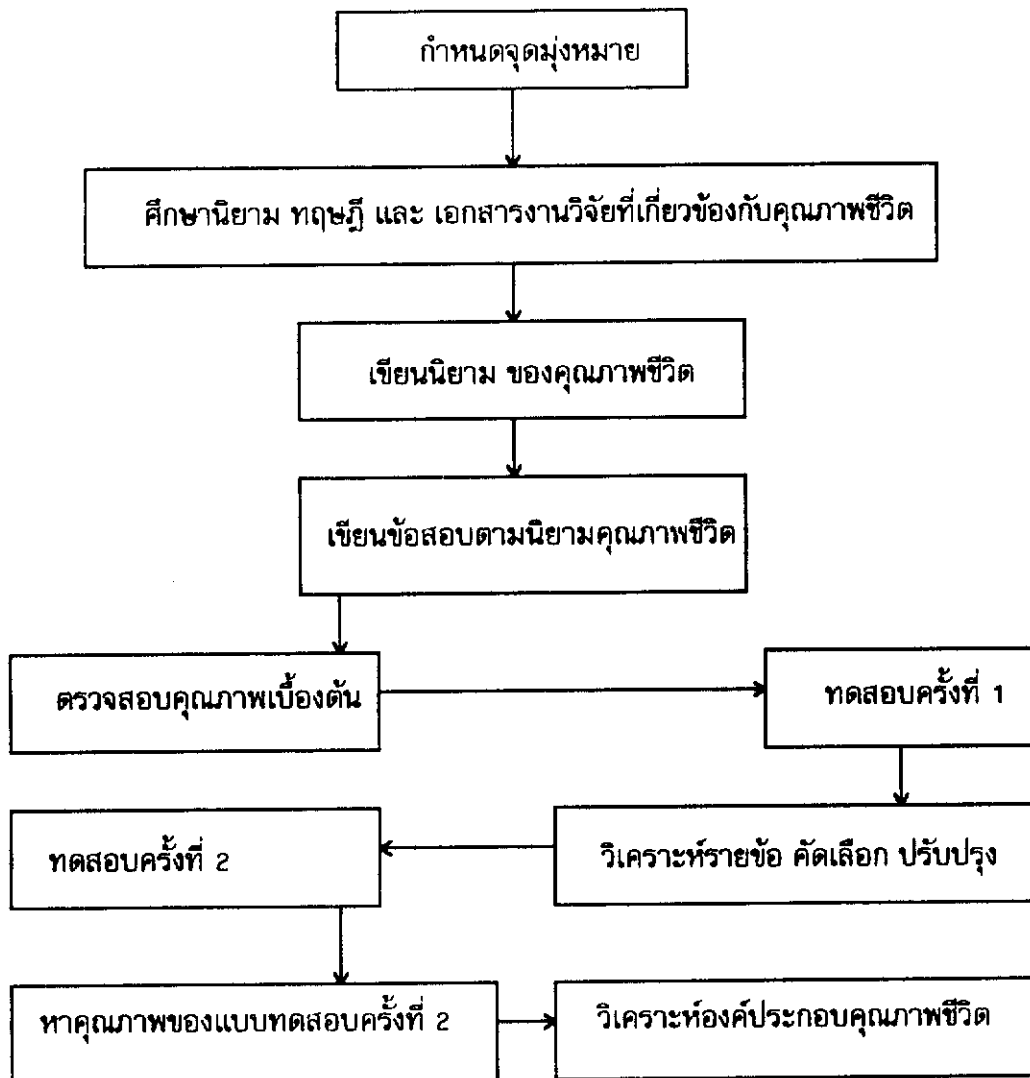 กำหนดจุดมุ่งหมาย
ศึกษานิยาม ทฤษฎี และ เอกสารงานวิจัยที่เกี่ยวข้องกับคุณภาพชีวิต
เขียนนิยาม ของคุณภาพชีวิต
เขียนข้อสอบตามนิยามคุณภาพชีวิต
ตรวจสอบคุณภาพเบื้องต้น
ทดสอบครั้งที่ 1
วิเคราะห์รายข้อ คัดเลือก ปรับปรุง
ทดสอบครั้งที่ 2
หาคุณภาพของแบบทดสอบครั้งที่ 2
วิเคราะห์องค์ประกอบคุณภาพชีวิต